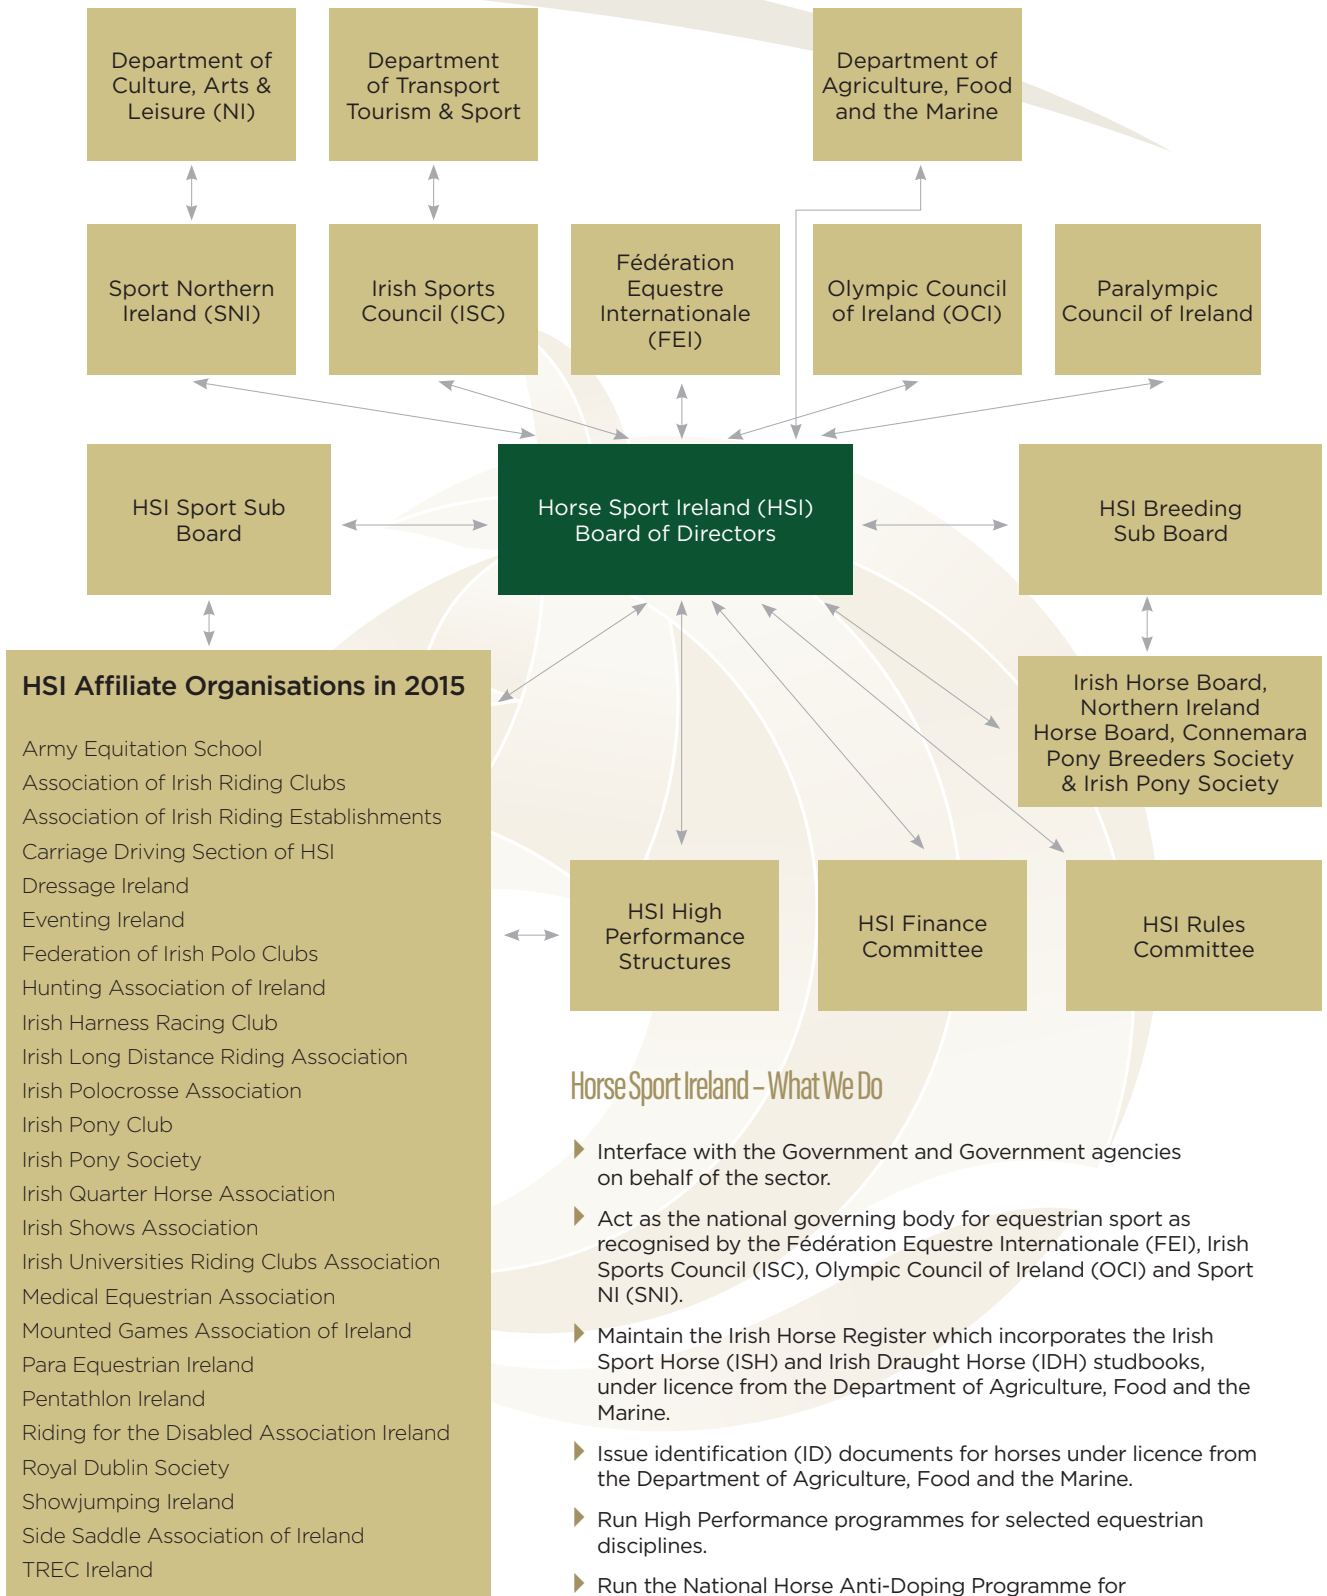 Department of
Culture, Arts &
Leisure (NI)
Department
of Transport
Tourism & Sport
Department of
Agriculture, Food
and the Marine
Sport Northern
Ireland (SNI)
Irish Sports
Council (ISC)
Fédération
Equestre
Internationale
(FEI)
Olympic Council
of Ireland (OCI)
Paralympic
Council of Ireland
HSI Sport Sub
Board
Horse Sport Ireland (HSI)
Board of Directors
HSI Breeding
Sub Board
HSI Affiliate Organisations in 2015
Army Equitation School
Association of Irish Riding Clubs
Association of Irish Riding Establishments
Carriage Driving Section of HSI
Dressage Ireland
Eventing Ireland
Federation of Irish Polo Clubs
Hunting Association of Ireland
Irish Harness Racing Club
Irish Long Distance Riding Association
Irish Polocrosse Association
Irish Pony Club
Irish Pony Society
Irish Quarter Horse Association
Irish Shows Association
Irish Universities Riding Clubs Association
Medical Equestrian Association
Mounted Games Association of Ireland
Para Equestrian Ireland
Pentathlon Ireland
Riding for the Disabled Association Ireland
Royal Dublin Society
Showjumping Ireland
Side Saddle Association of Ireland
TREC Ireland
Irish Horse Board,
Northern Ireland
Horse Board, Connemara
Pony Breeders Society
& Irish Pony Society
HSI High
Performance
Structures
HSI Finance
Committee
HSI Rules
Committee
Horse Sport Ireland – What We Do
Interface with the Government and Government agencies
on behalf of the sector.
Act as the national governing body for equestrian sport as
recognised by the Fédération Equestre Internationale (FEI), Irish
Sports Council (ISC), Olympic Council of Ireland (OCI) and Sport
NI (SNI).
Maintain the Irish Horse Register which incorporates the Irish
Sport Horse (ISH) and Irish Draught Horse (IDH) studbooks,
under licence from the Department of Agriculture, Food and the
Marine.
Issue identification (ID) documents for horses under licence from
the Department of Agriculture, Food and the Marine.
Run High Performance programmes for selected equestrian
disciplines.
Run the National Horse Anti-Doping Programme for